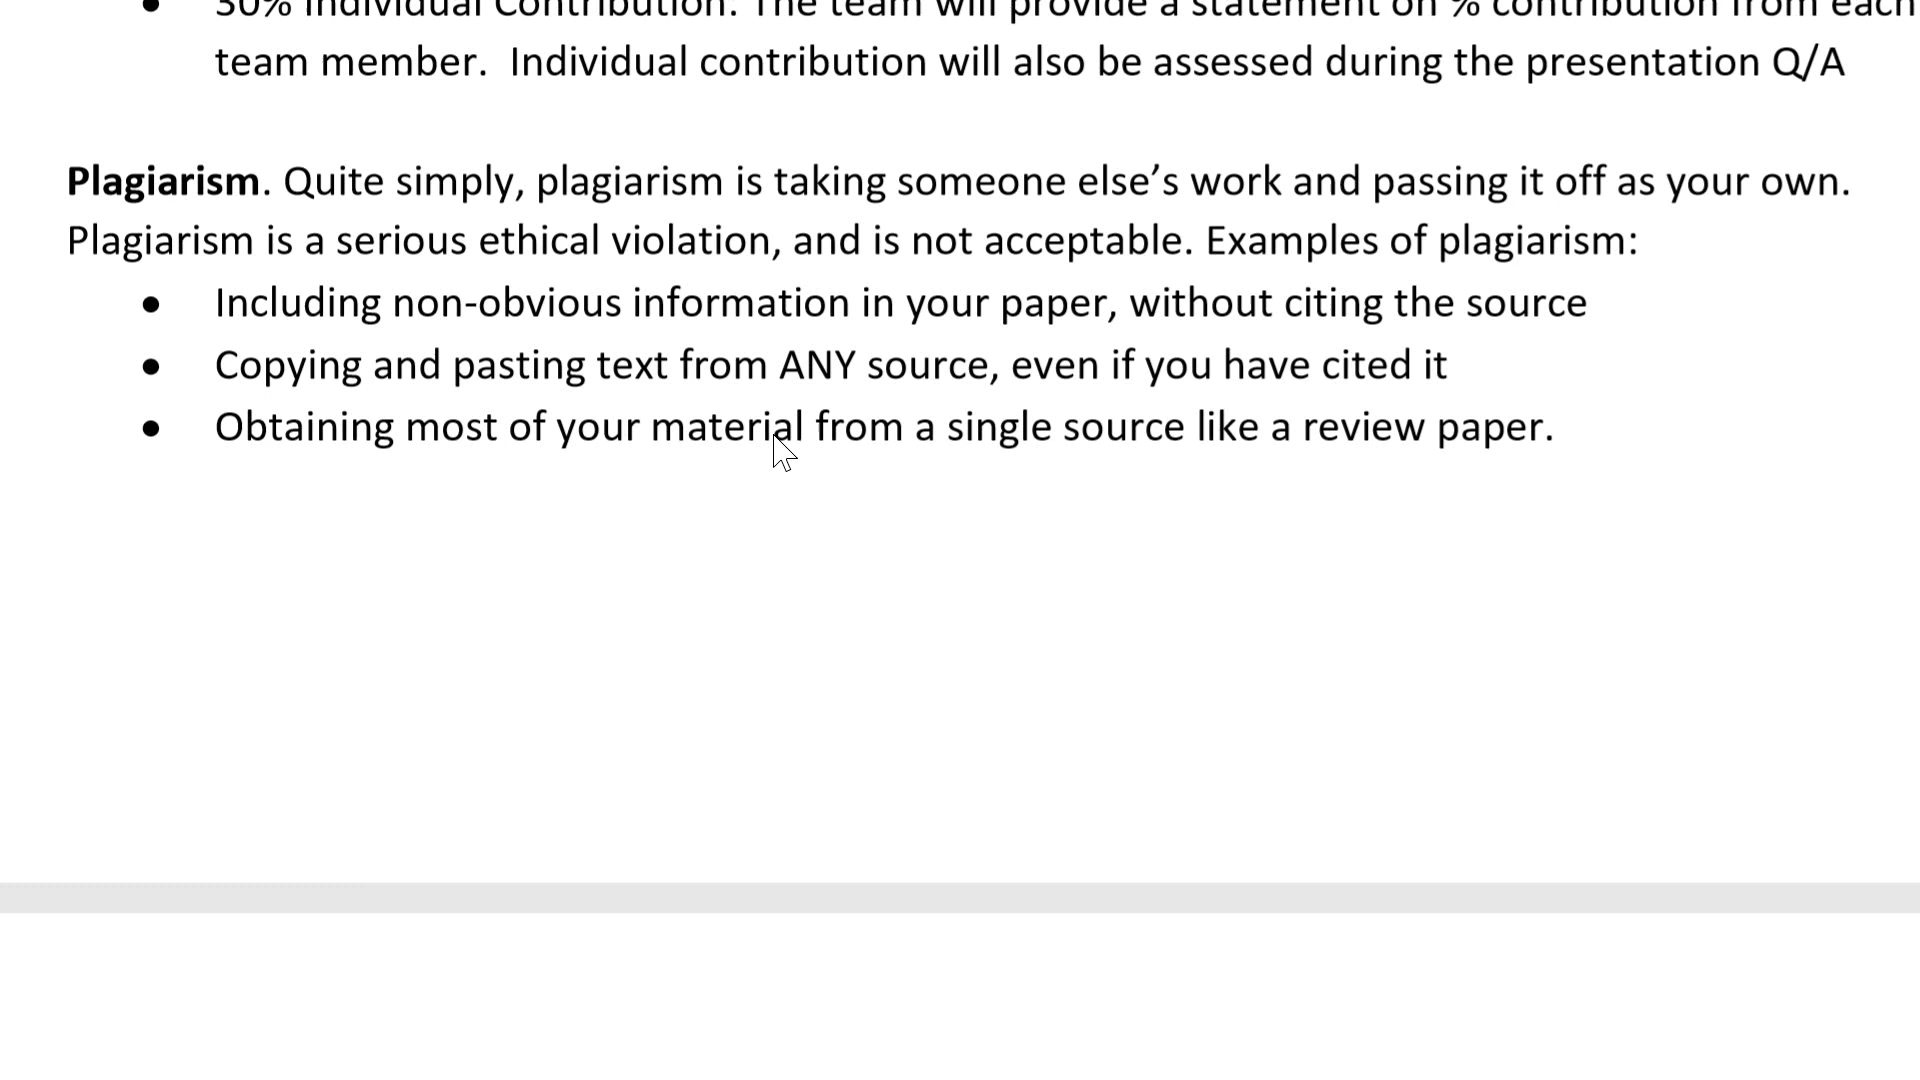 • 30% Individual Contribution. The team will provide a statement on % contribution from each
team member.  Individual contribution will also be assessed during the presentation Q/A
Plagiarism. Quite simply, plagiarism is taking someone else’s work and passing it off as your own.
Plagiarism is a serious ethical violation, and is not acceptable. Examples of plagiarism:
• Including non-obvious information in your paper, without citing the source
• Copying and pasting text from ANY source, even if you have cited it
• Obtaining most of your material from a single source like a review paper.